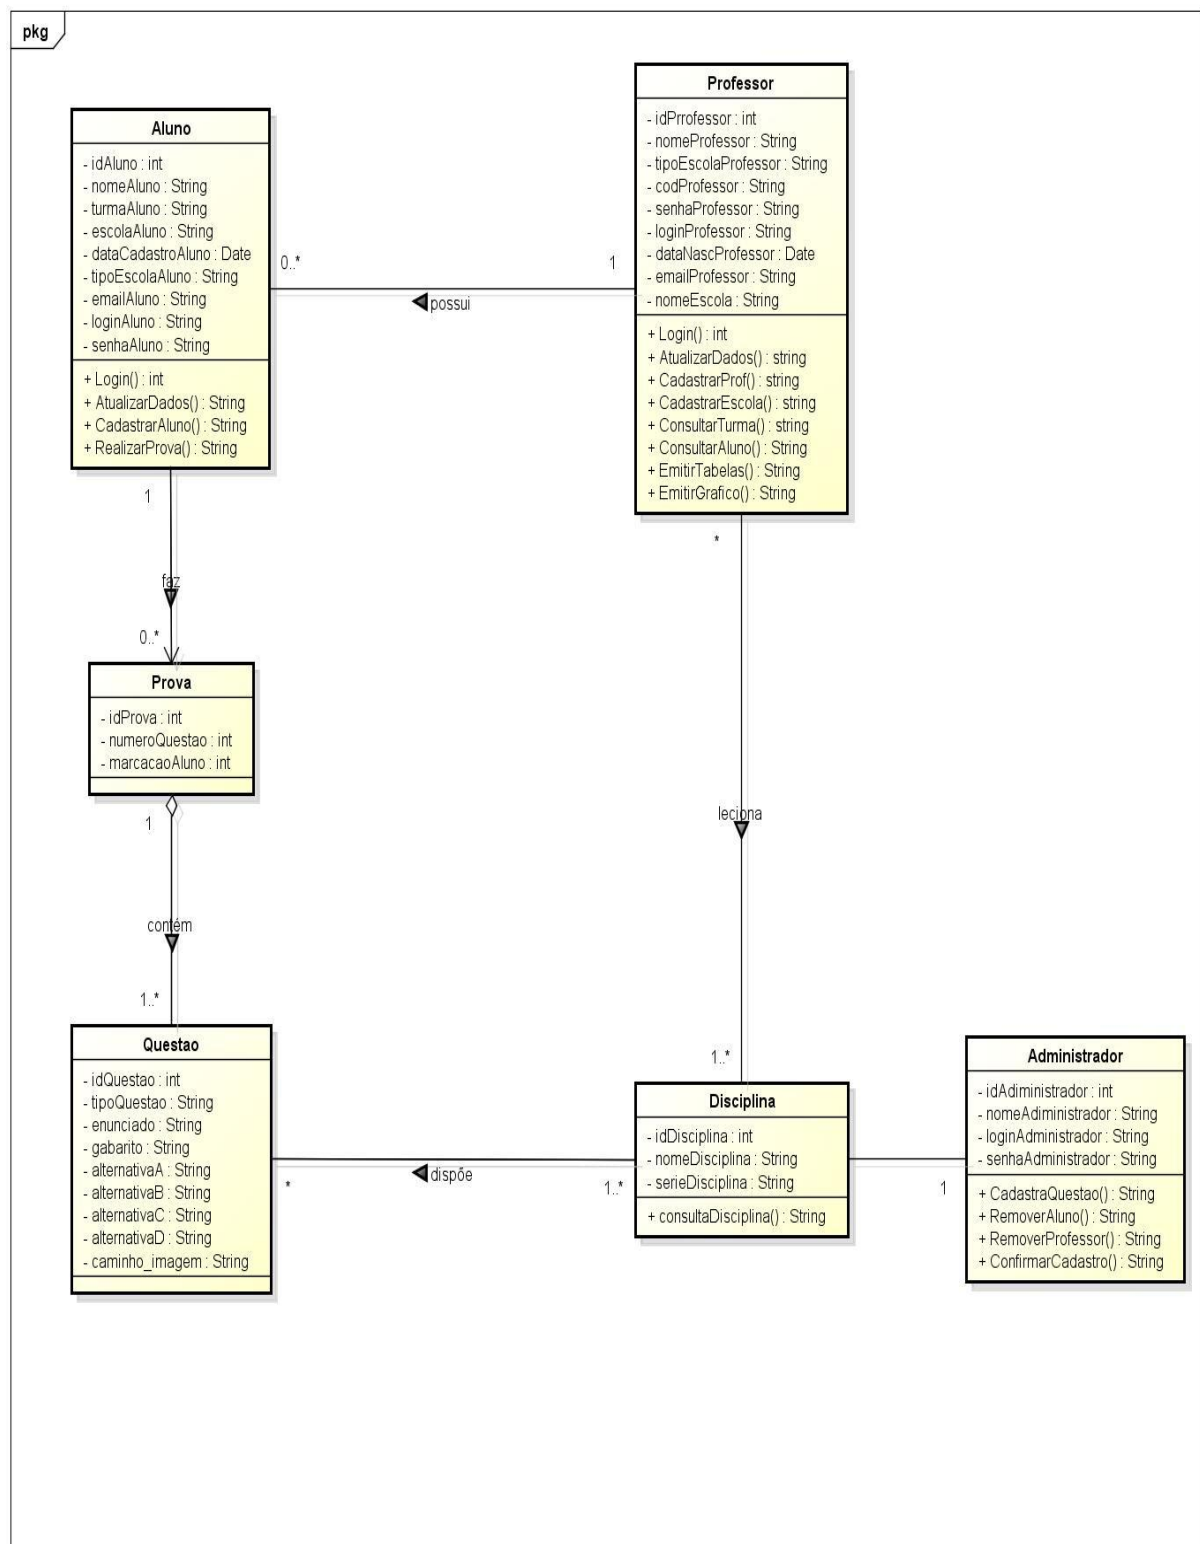 pkg
Aluno
- idAluno : int
- nomeAluno : String
- turmaAluno : String
- escolaAluno : String
- dataCadastroAluno : Date
- tipoEscolaAluno : String
- emailAluno : String
- loginAluno : String
- senhaAluno : String
+ Login() : int
+ AtualizarDados() : String
+ CadastrarAluno() : String
+ RealizarProva() : String
Professor
- idPrrofessor : int
- nomeProfessor : String
- tipoEscolaProfessor : String
- codProfessor : String
- senhaProfessor : String
- loginProfessor : String
- dataNascProfessor : Date
- emailProfessor : String
- nomeEscola : String
+ Login() : int
+ AtualizarDados() : string
+ CadastrarProf() : string
+ CadastrarEscola() : string
+ ConsultarTurma() : string
+ ConsultarAluno() : String
+ EmitirTabelas() : String
+ EmitirGrafico() : String
0..*
1
possui
1
faz
0..*
*
leciona
1..*
Prova
- idProva : int
- numeroQuestao : int
- marcacaoAluno : int
1
contém
1..*
Questao
- idQuestao : int
- tipoQuestao : String
- enunciado : String
- gabarito : String
- alternativaA : String
- alternativaB : String
- alternativaC : String
- alternativaD : String
- caminho_imagem : String
*
dispõe
1..*
Disciplina
- idDisciplina : int
- nomeDisciplina : String
- serieDisciplina : String
+ consultaDisciplina() : String
1
Administrador
- idAdiministrador : int
- nomeAdiministrador : String
- loginAdministrador : String
- senhaAdministrador : String
+ CadastraQuestao() : String
+ RemoverAluno() : String
+ RemoverProfessor() : String
+ ConfirmarCadastro() : String